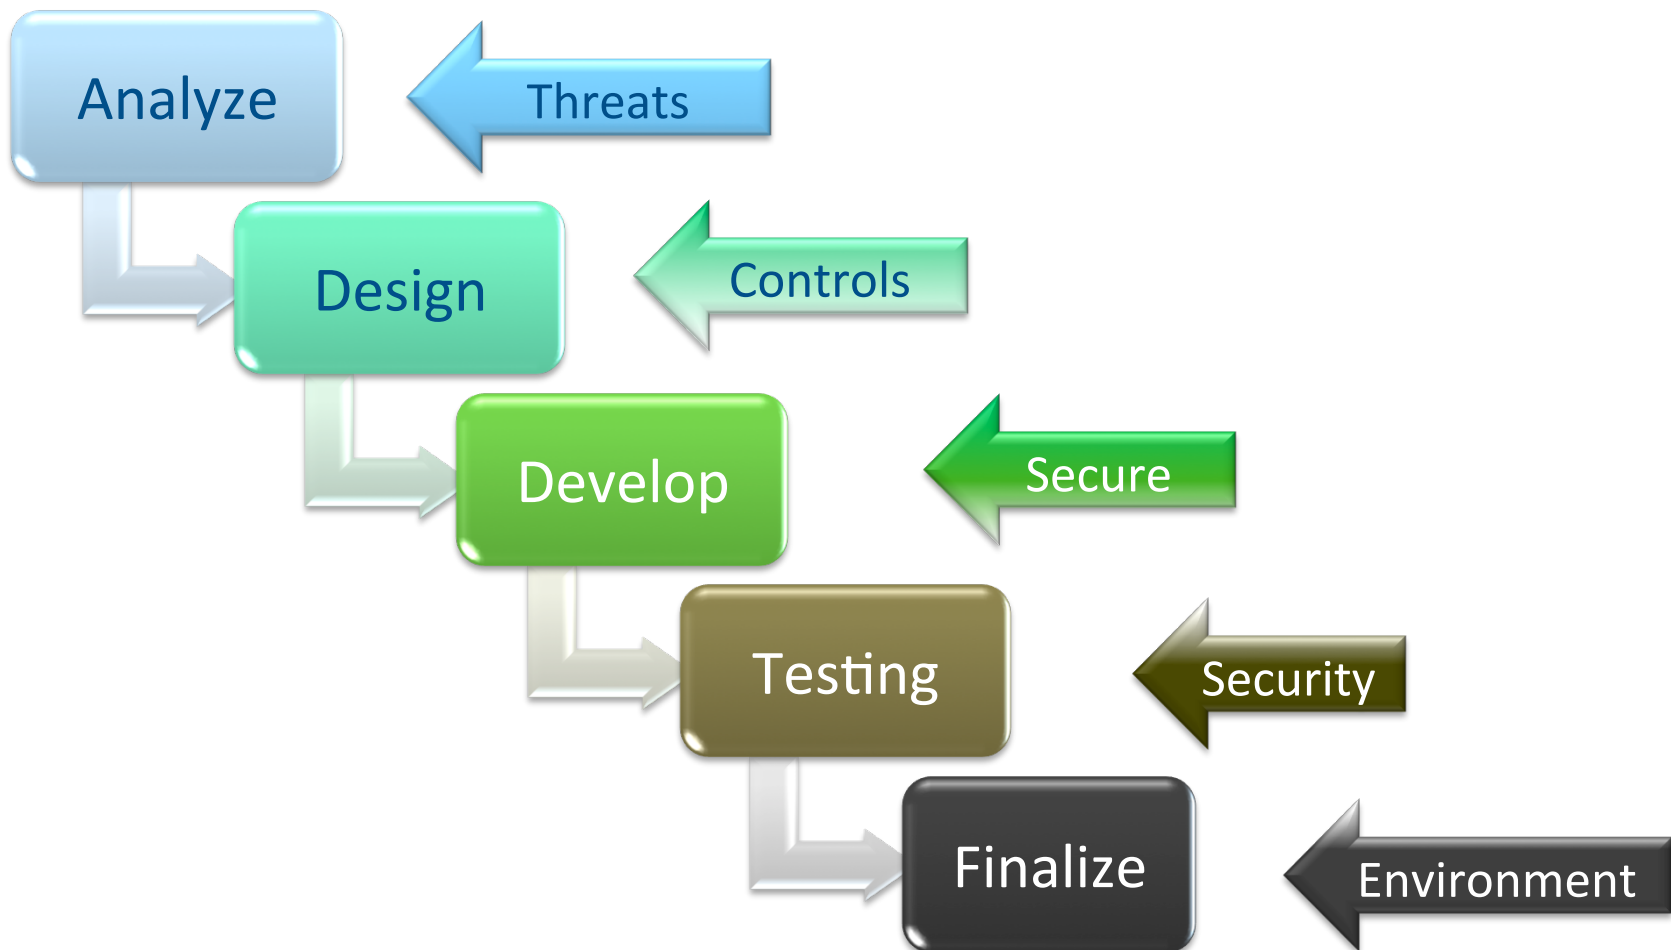 Analyze
Threats
Design
Controls
Develop
Secure
Testing
Security
Finalize
Environment